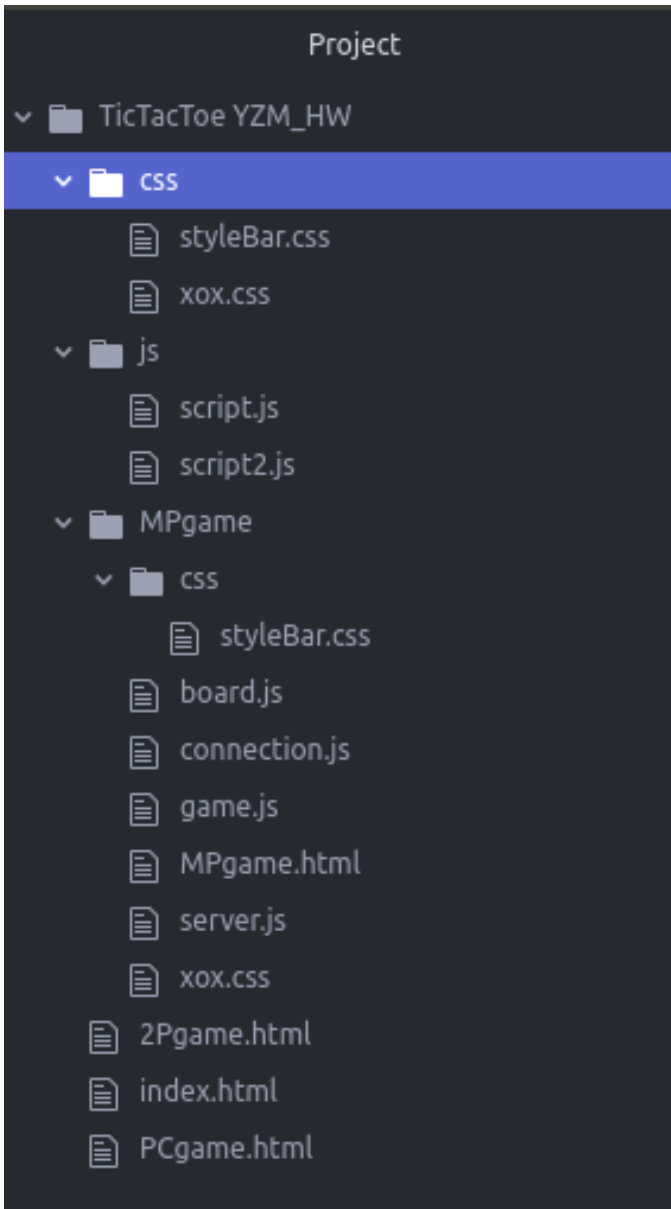 Project
TicTacToe YZM_HW
css
styleBar.css
xox.css
js
script.js
script2.js
MPgame
css
styleBar.css
board.js
connection.js
game.js
MPgame.html
server.js
xox.css
2Pgame.html
index.html
PCgame.html